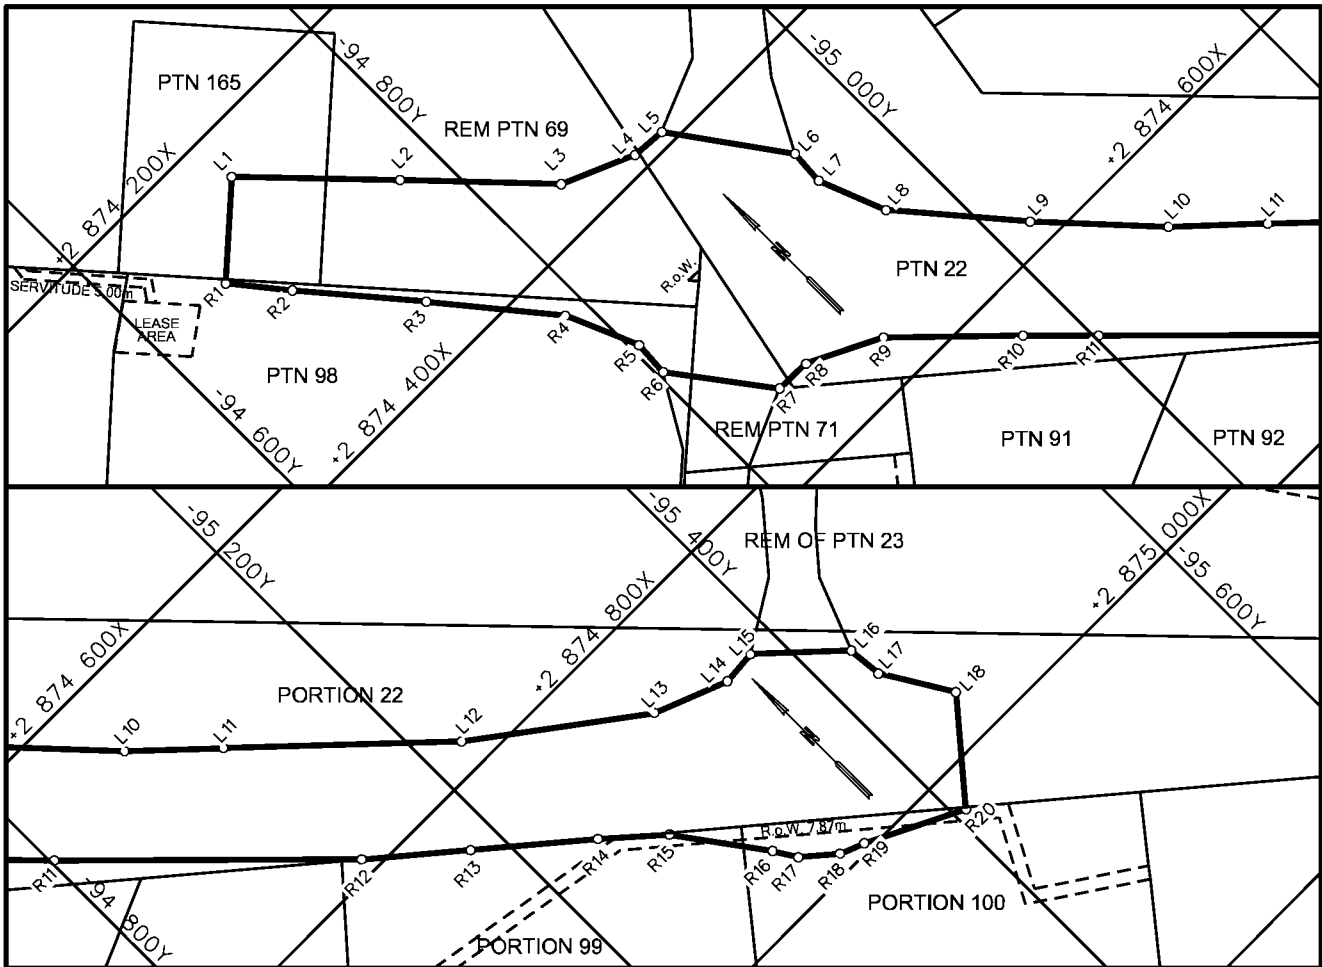 PTN 165
-94 800Y
REM PTN 69
L5
L4
-95 000Y
+2 874 600X
L6
L1
L2
L3
L7
+2 874 200X
L8
L9
L10
L11
R.o.W.
N
PTN 22
SERVITUDE 5.00m
R1
R2
R3
R4
LEASE
AREA
R5
R6
R7
R8
R9
R10
R11
PTN 98
-94 600Y
+2 874 400X
REM PTN 71
PTN 91
PTN 92
-95 200Y
-95 400Y
REM OF PTN 23
+2 875 000X
-95 600Y
+2 874 600X
+2 874 800X
L15
L16
L14
L17
L18
PORTION 22
L13
L10
L11
L12
N
R.o.W. 7.87m
R20
R11
R12
R13
R14
R15
R16
R17
R18
R19
-94 800Y
PORTION 100
PORTION 99